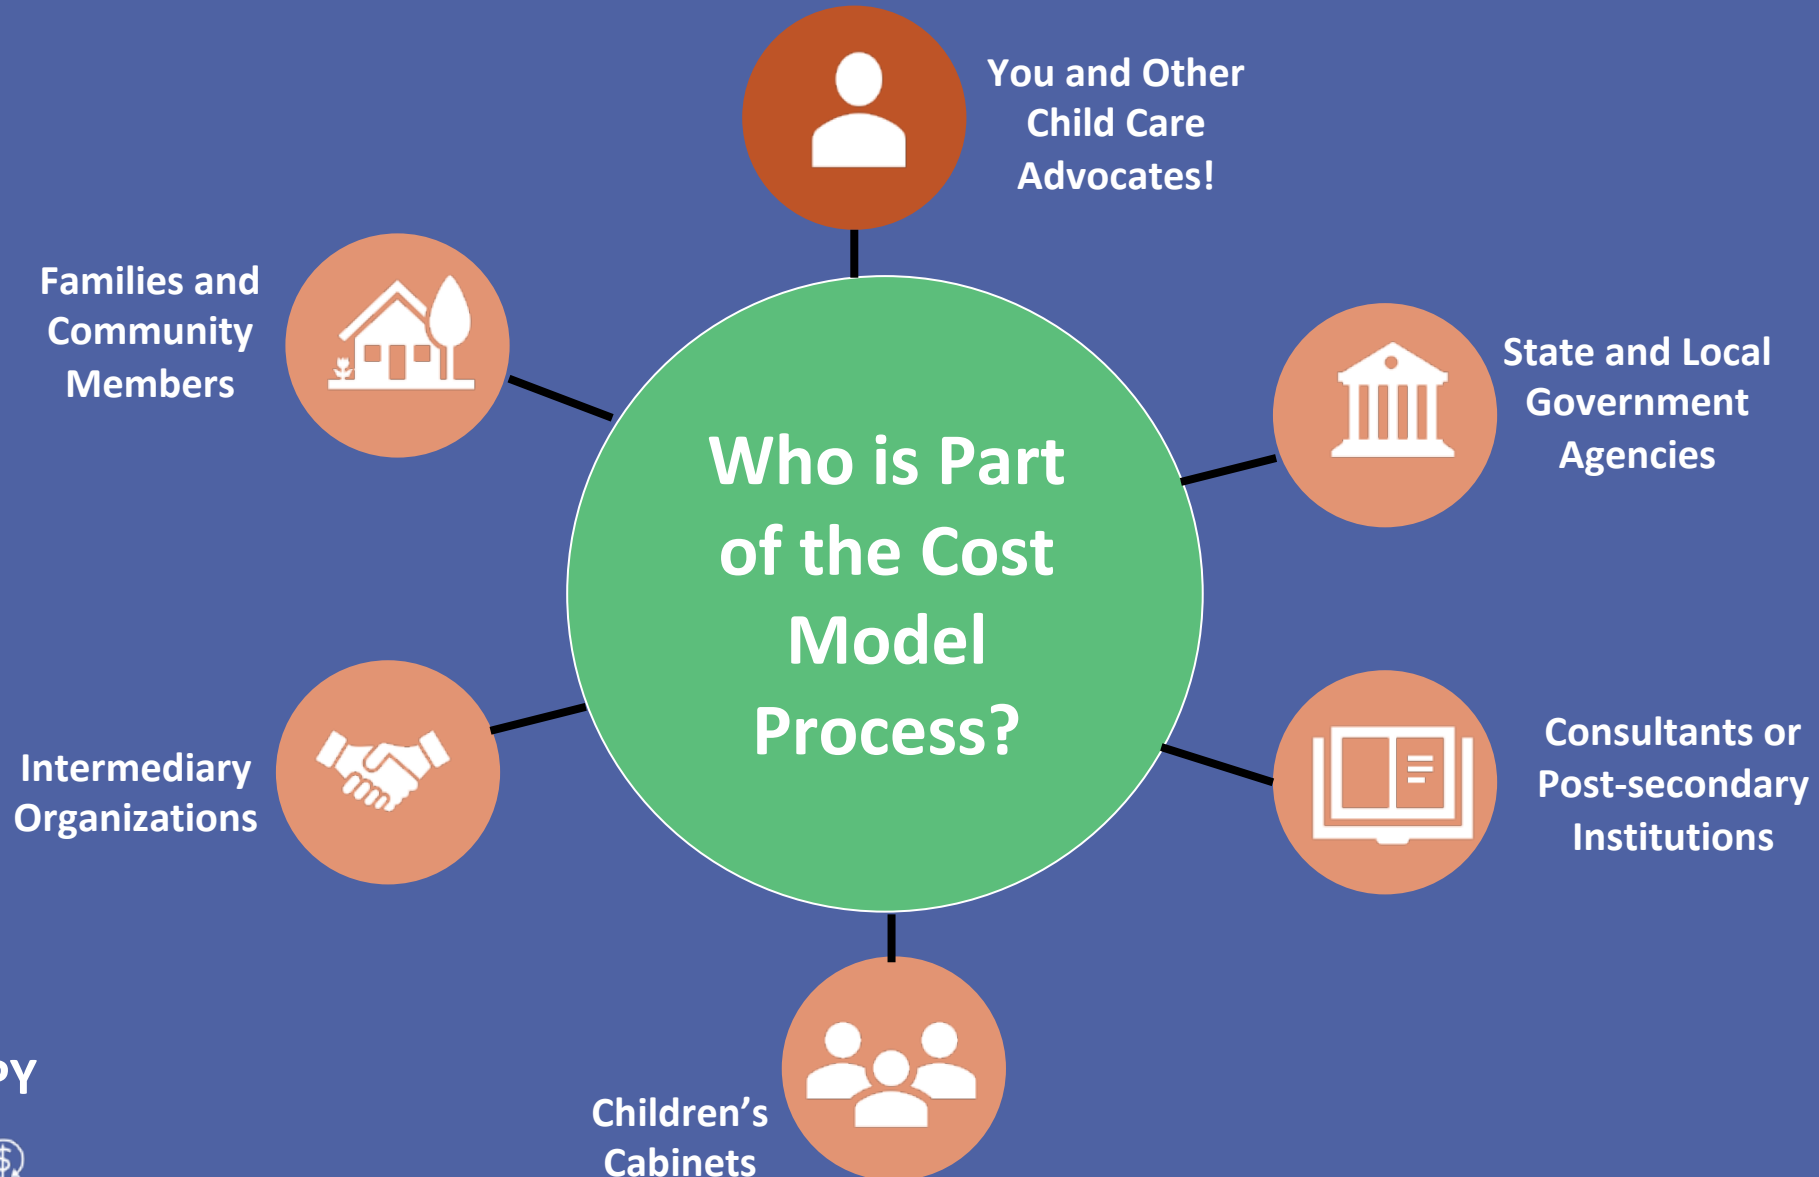 You and Other
Child Care
Advocates!
Families and
Community
Members
State and Local
Government
Agencies
Who is Part
of the Cost
Model
Process?
Intermediary
Organizations
Consultants or
Post-secondary
Institutions
Children’s
Cabinets
PY
$